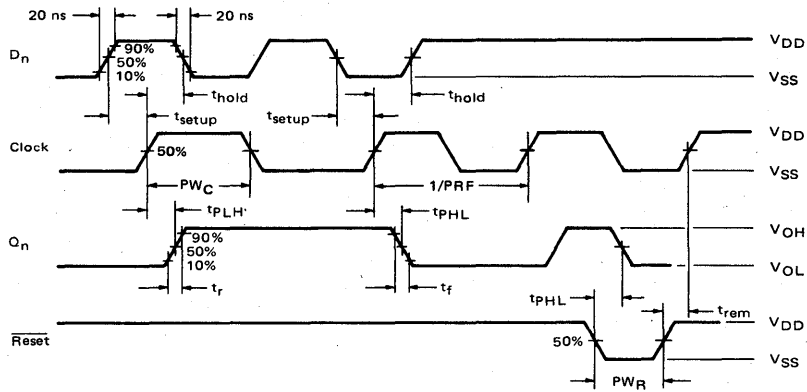 20 ns 20 ns
Dn 90% VDD
50%
10% VSS
thold thold
tsetup tsetup
Clock VDD
50%
VSS
PWC 1/PRF
tPLH tPHL
Qn 90% VOH
50%
10% VOL
tr tf tPHL trem
Reset VDD
50%
VSS
PWR